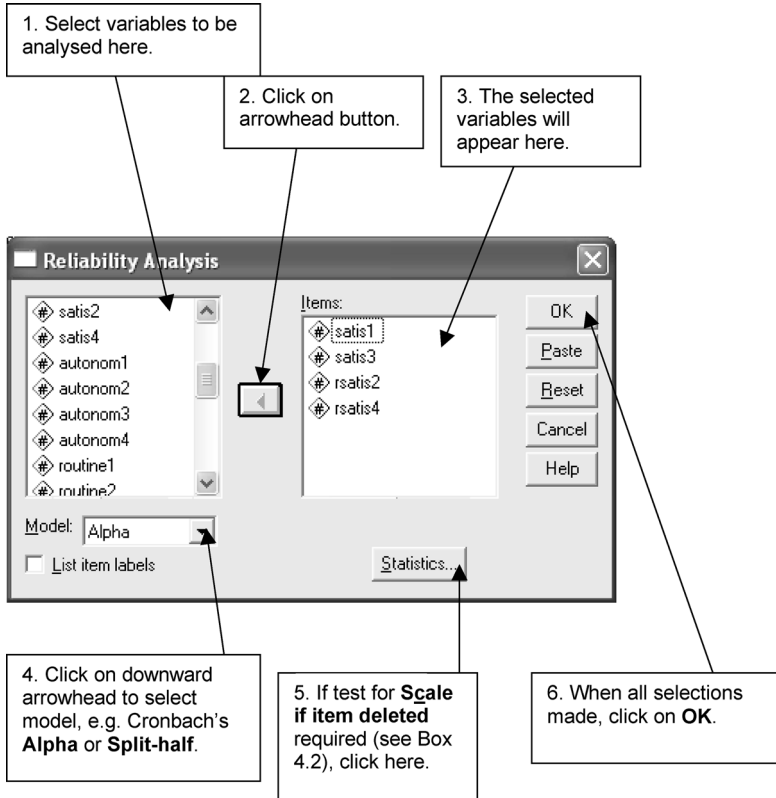 1. Select variables to be
analysed here.
2. Click on
arrowhead button.
3. The selected
variables will
appear here.
Reliability Analysis
satis2
satis4
autonom1
autonom2
autonom3
autonom4
routine1
routine2
Items:
satis1
satis3
rsatis2
rsatis4
OK
Paste
Reset
Cancel
Help
Model: Alpha
List item labels
Statistics...
4. Click on downward
arrowhead to select
model, e.g. Cronbach's
Alpha or Split-half.
5. If test for Scale
if item deleted
required (see Box
4.2), click here.
6. When all selections
made, click on OK.